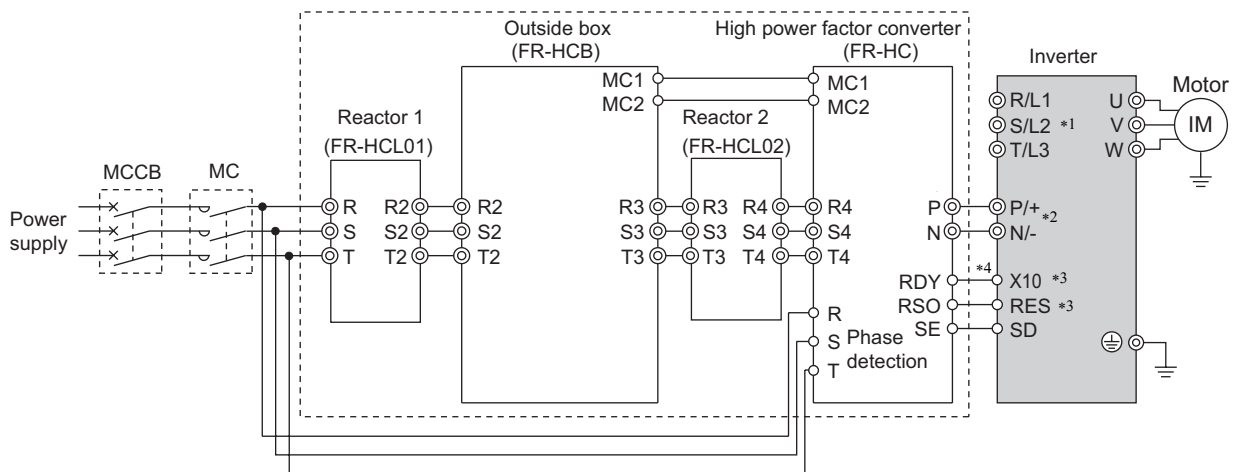 Outside box
(FR-HCB)
High power factor converter
(FR-HC)
Inverter
Motor
MC1
MC2
MC1
MC2
Reactor 1
(FR-HCL01)
Reactor 2
(FR-HCL02)
R/L1
S/L2 *1
T/L3
U
V
W
IM
MCCB
MC
Power
supply
R R2 R2 R3 R3 R4 R4 P P/+
S S2 S2 S3 S3 S4 S4 N N/- *2
T T2 T2 T3 T3 T4 T4
RDY *4 X10 *3
RSO RES *3
SE SD
R
S Phase
T detection